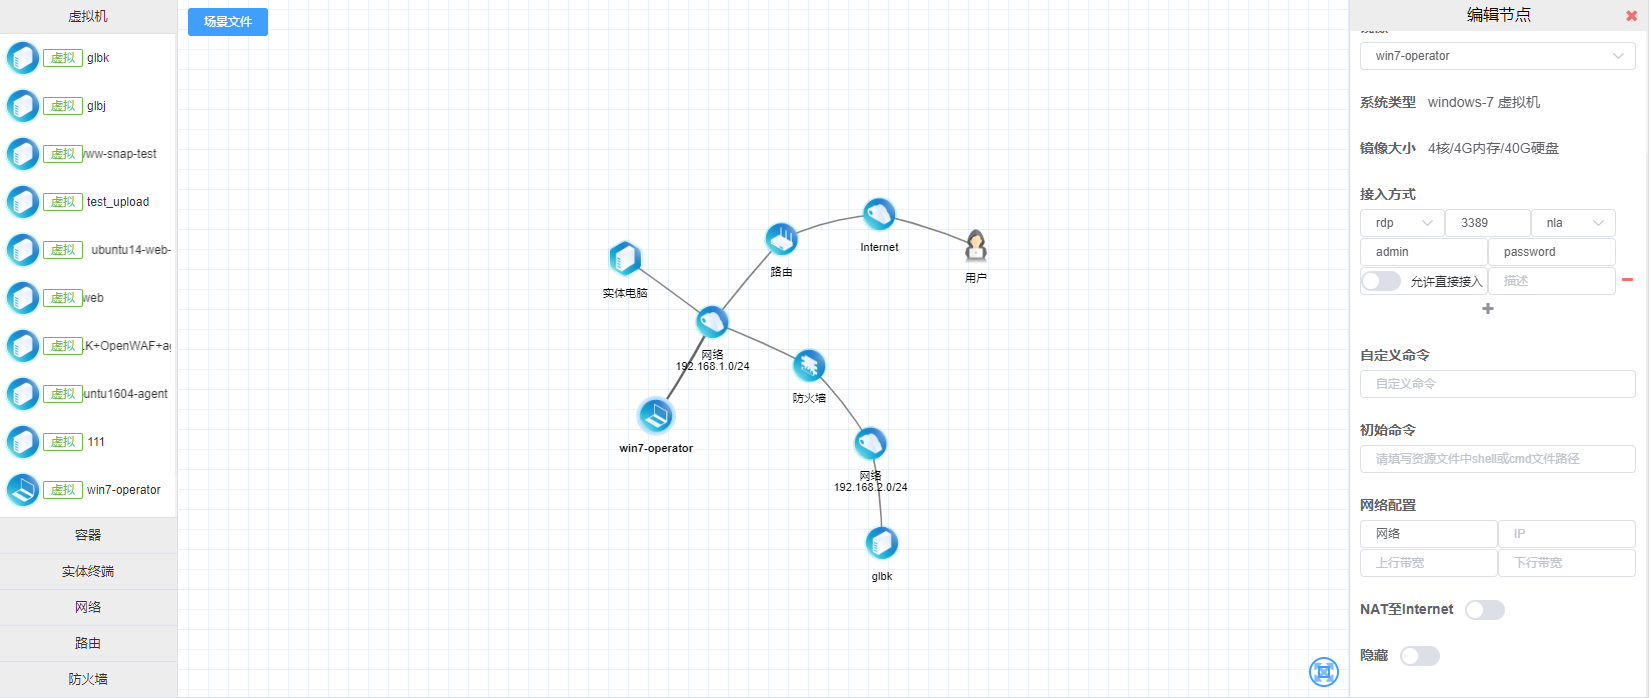 虚拟机
虚拟 glbk
虚拟 glbj
虚拟 ww-snap-test
虚拟 test_upload
虚拟 ubuntu14-web-
虚拟 web
虚拟 .K+OpenWAF+a
虚拟 untu1604-agent
虚拟 111
虚拟 win7-operator
容器
实体终端
网络
路由
防火墙
场景文件
Internet
用户
路由
实体电脑
网络
192.168.1.0/24
防火墙
win7-operator
网络
192.168.2.0/24
glbk
编辑节点
win7-operator
系统类型 windows-7 虚拟机
镜像大小 4核/4G内存/40G硬盘
接入方式
rdp 3389 nla
admin password
允许直接接入 描述
自定义命令
自定义命令
初始命令
请填写资源文件中shell或cmd文件路径
网络配置
网络 IP
上行带宽 下行带宽
NAT至Internet
隐藏